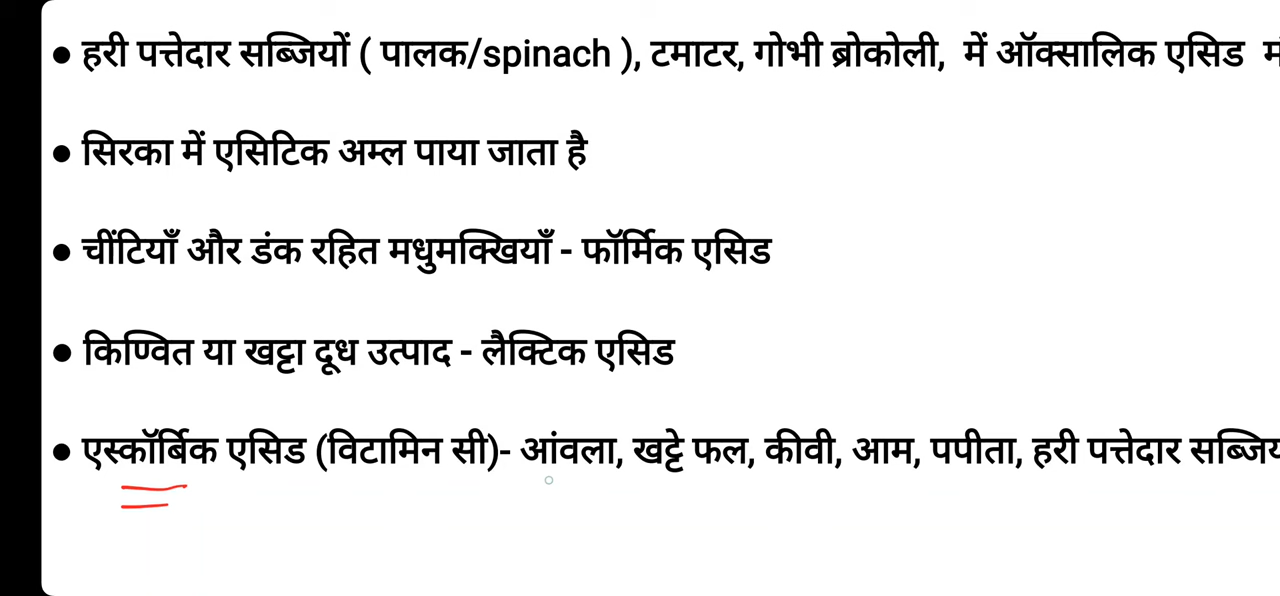 ● हरी पत्तेदार सब्जियों ( पालक/spinach ), टमाटर, गोभी ब्रोकोली, में ऑक्सालिक एसिड
● सिरका में एसिटिक अम्ल पाया जाता है
● चींटियाँ और डंक रहित मधुमक्खियाँ - फॉर्मिक एसिड
● किण्वित या खट्टा दूध उत्पाद - लैक्टिक एसिड
● एस्कॉर्बिक एसिड (विटामिन सी)- आंवला, खट्टे फल, कीवी, आम, पपीता, हरी पत्तेदार